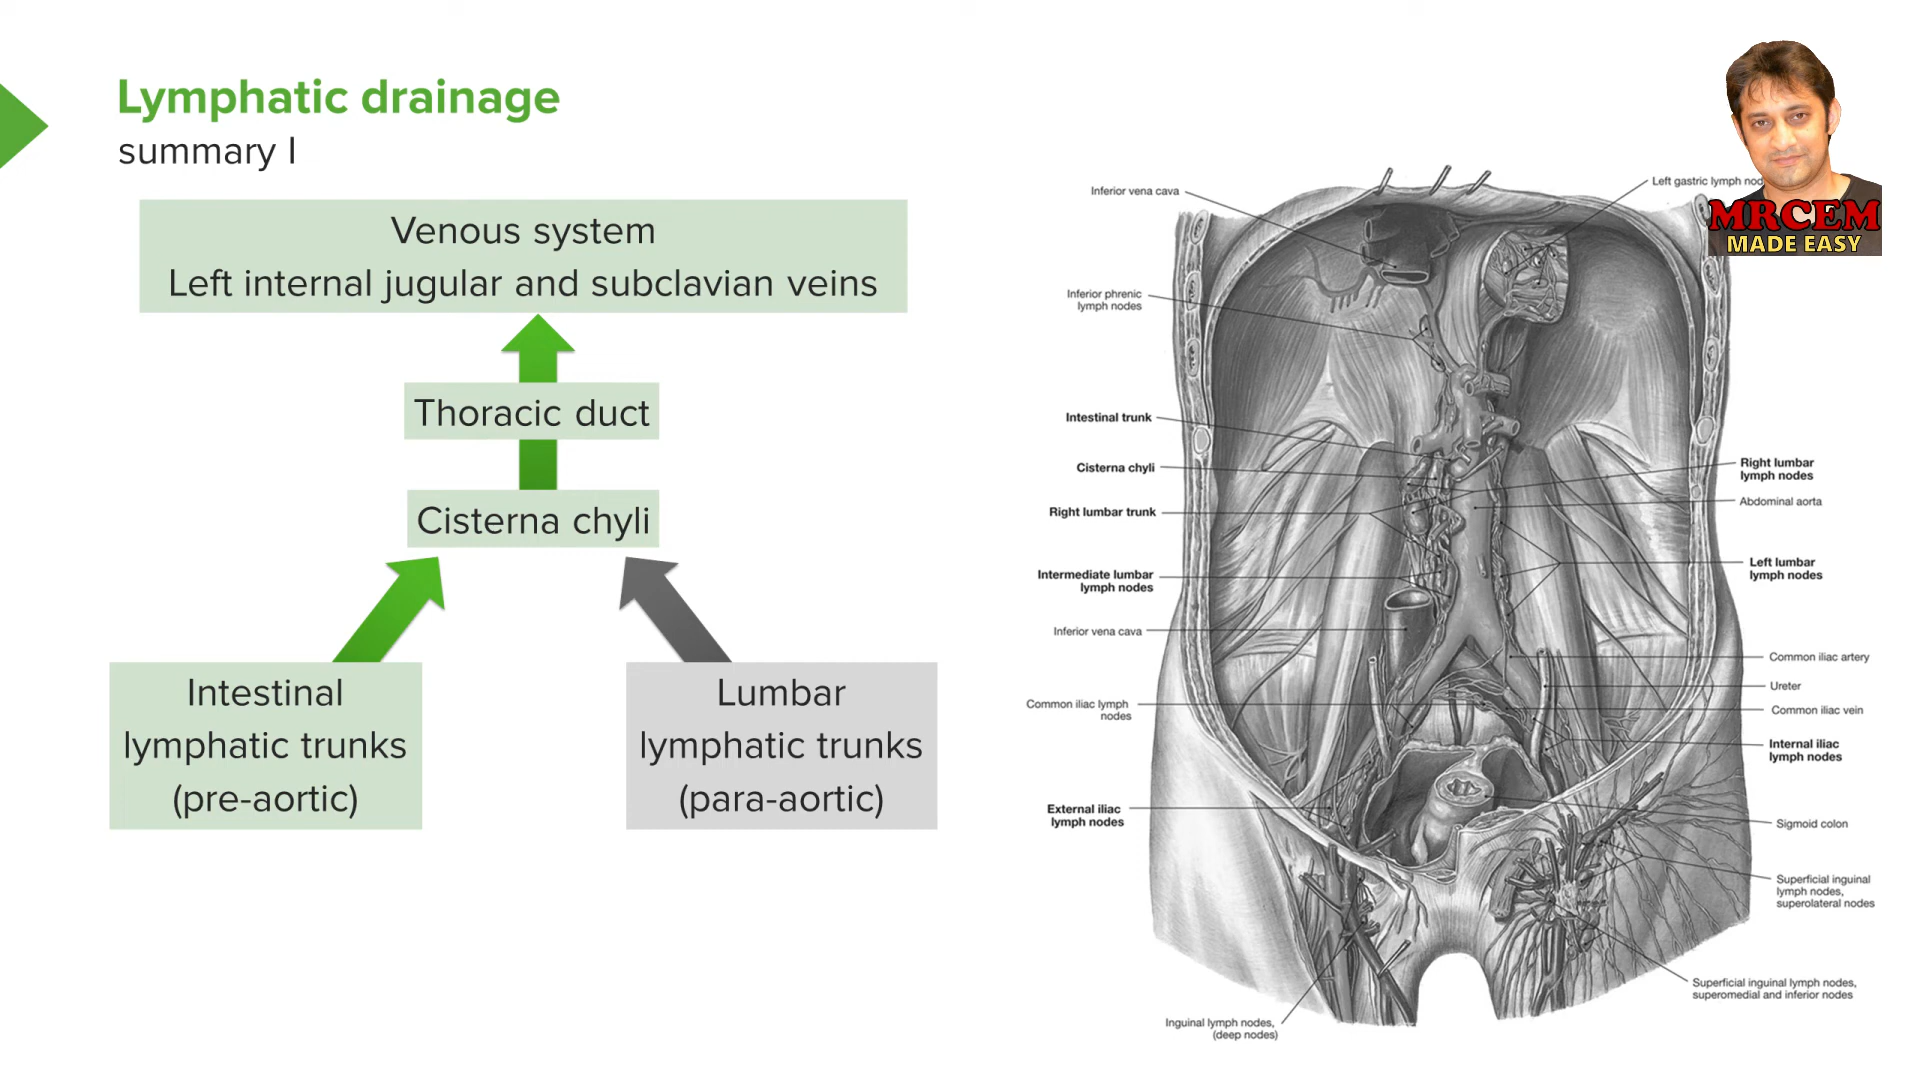 Lymphatic drainage
summary I
Venous system
Left internal jugular and subclavian veins
Thoracic duct
Cisterna chyli
Intestinal
lymphatic trunks
(pre-aortic)
Lumbar
lymphatic trunks
(para-aortic)
Inferior vena cava
Inferior phrenic
lymph nodes
Intestinal trunk
Cisterna chyli
Right lumbar trunk
Intermediate lumbar
lymph nodes
Inferior vena cava
Common iliac lymph
nodes
External iliac
lymph nodes
Inguinal lymph nodes,
(deep nodes)
Left gastric lymph nod
Right lumbar
lymph nodes
Abdominal aorta
Left lumbar
lymph nodes
Common iliac artery
Ureter
Common iliac vein
Internal iliac
lymph nodes
Sigmoid colon
Superficial inguinal
lymph nodes,
superolateral nodes
Superficial inguinal lymph nodes,
superomedial and inferior nodes
MRCEM
MADE EASY